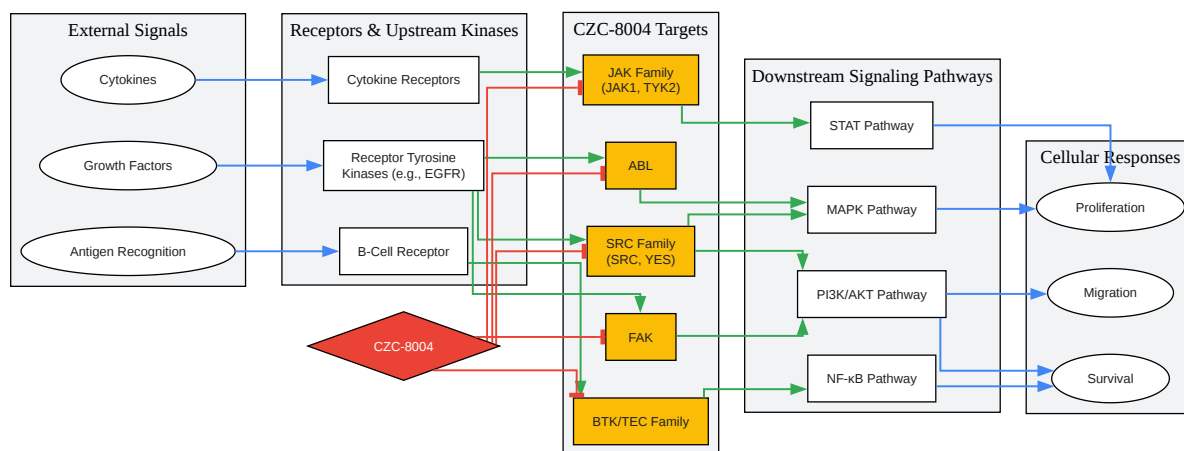 External Signals
Cytokines
Growth Factors
Antigen Recognition
Receptors & Upstream Kinases
Cytokine Receptors
Receptor Tyrosine
Kinases (e.g., EGFR)
B-Cell Receptor
CZC-8004
CZC-8004 Targets
JAK Family
(JAK1, TYK2)
ABL
SRC Family
(SRC, YES)
FAK
BTK/TEC Family
Downstream Signaling Pathways
STAT Pathway
MAPK Pathway
PI3K/AKT Pathway
NF-κB Pathway
Cellular Responses
Proliferation
Migration
Survival